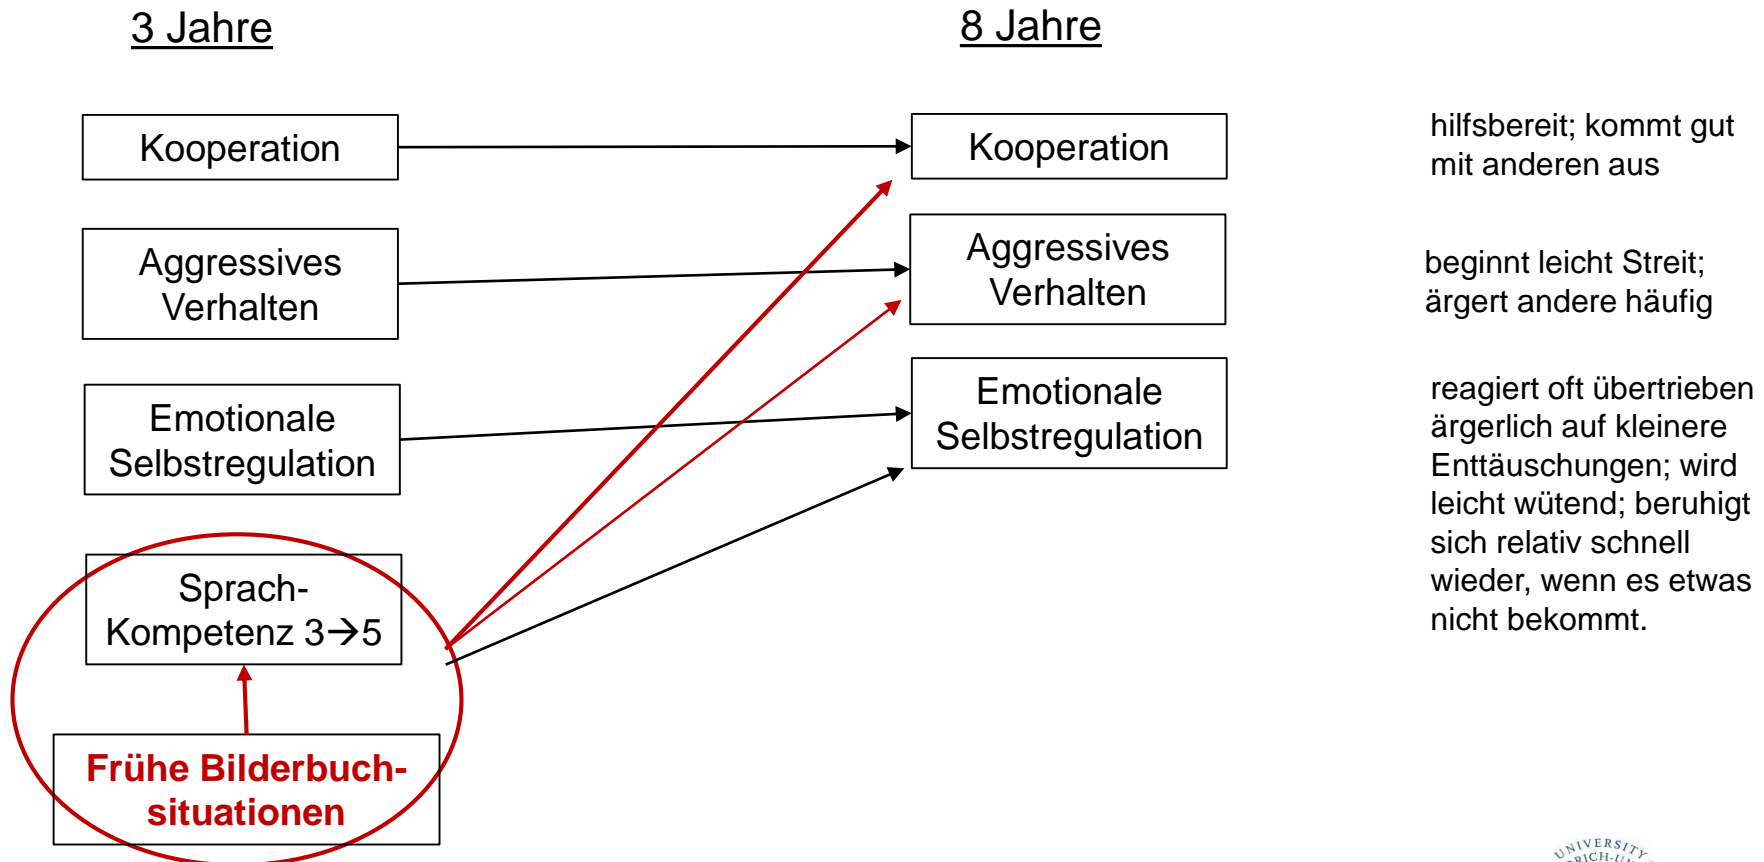 3 Jahre
8 Jahre
Kooperation
Kooperation
hilfsbereit; kommt gut
mit anderen aus
Aggressives
Verhalten
Aggressives
Verhalten
beginnt leicht Streit;
ärgert andere häufig
Emotionale
Selbstregulation
Emotionale
Selbstregulation
reagiert oft übertrieben
ärgerlich auf kleinere
Enttäuschungen; wird
leicht wütend; beruhigt
sich relativ schnell
wieder, wenn es etwas
nicht bekommt.
Sprach-
Kompetenz 3→5
Frühe Bilderbuch-
situationen
UNIVERSITY